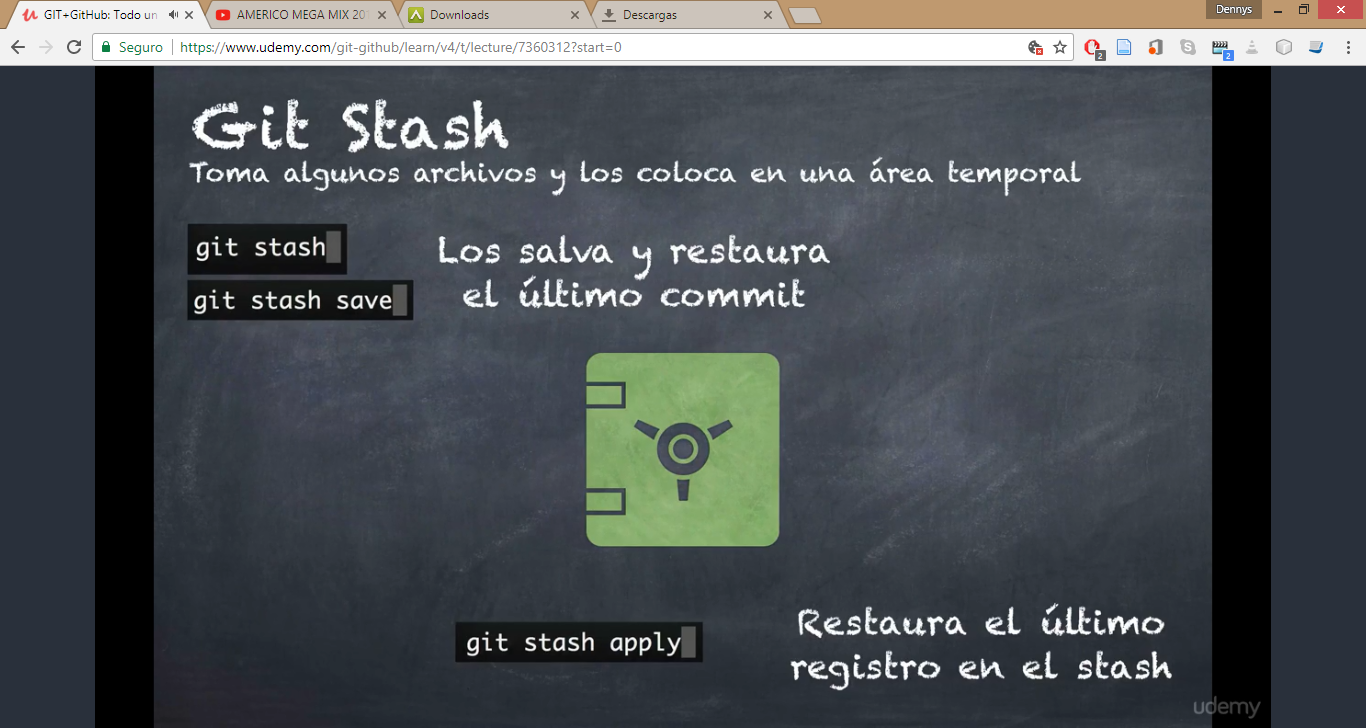 GIT+GitHub: Todo un
AMERICO MEGA MIX 20
Downloads
Descargas
Dennys
Seguro
https://www.udemy.com/git-github/learn/v4/t/lecture/7360312?start=0
2
2
Git Stash
Toma algunos archivos y los coloca en una área temporal
git stash
git stash save
Los salva y restaura
el último commit
git stash apply
Restaura el último
registro en el stash
udemy